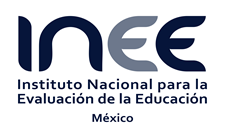 INEE
Instituto Nacional para la
Evaluación de la Educación
México